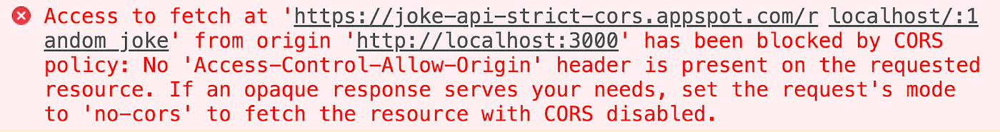 Access to fetch at 'https://joke-api-strict-cors.appspot.com/r localhost/:1
andom_joke' from origin 'http://localhost:3000' has been blocked by CORS
policy: No 'Access-Control-Allow-Origin' header is present on the requested
resource. If an opaque response serves your needs, set the request's mode
to 'no-cors' to fetch the resource with CORS disabled.